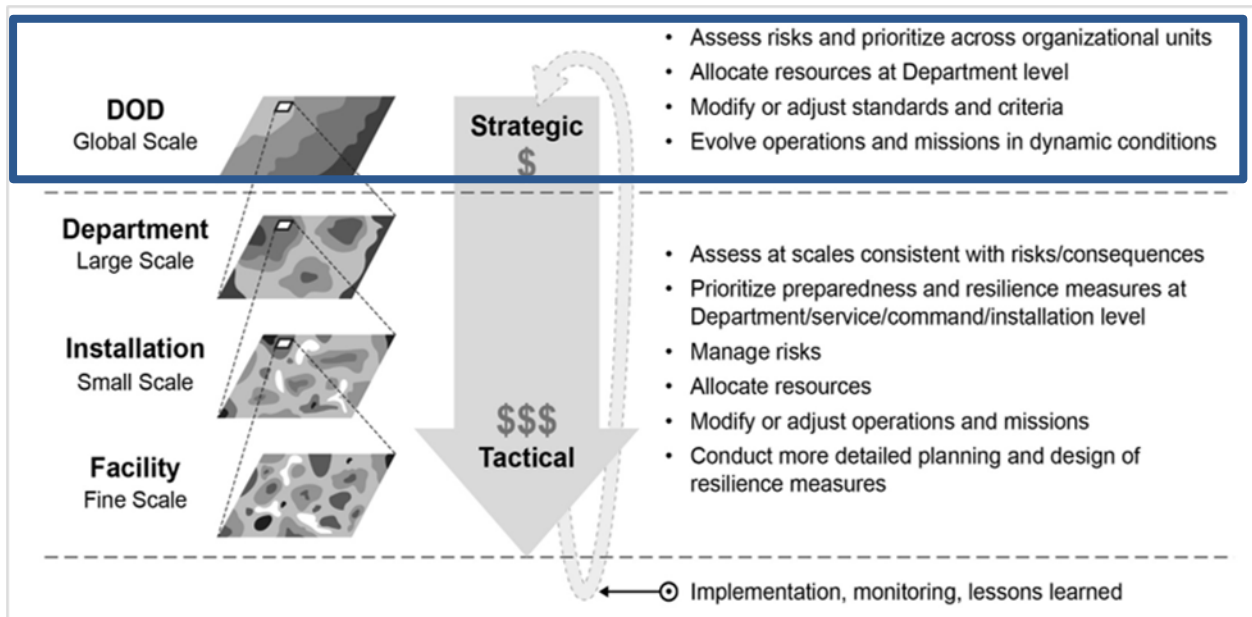 DOD
Global Scale
Strategic
$
• Assess risks and prioritize across organizational units
• Allocate resources at Department level
• Modify or adjust standards and criteria
• Evolve operations and missions in dynamic conditions
Department
Large Scale
Installation
Small Scale
Facility
Fine Scale
$$$
Tactical
• Assess at scales consistent with risks/consequences
• Prioritize preparedness and resilience measures at
Department/service/command/installation level
• Manage risks
• Allocate resources
• Modify or adjust operations and missions
• Conduct more detailed planning and design of
resilience measures
Implementation, monitoring, lessons learned